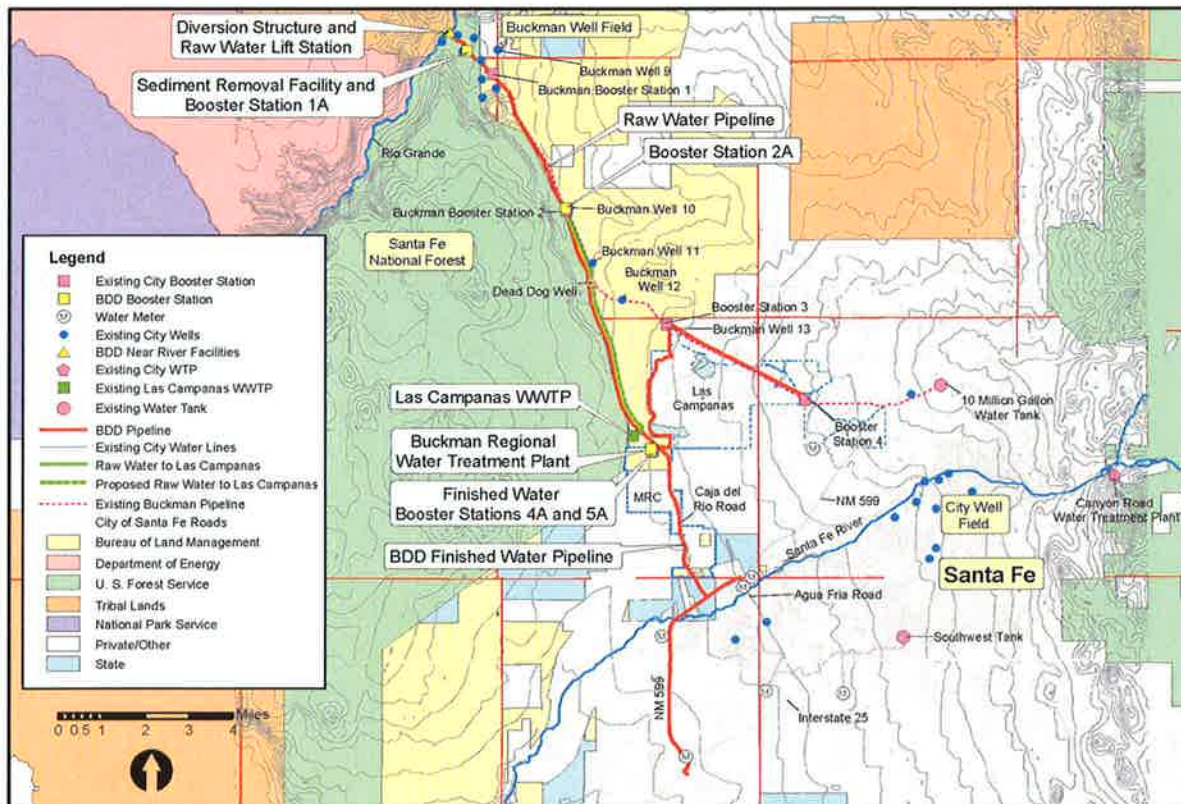 Diversion Structure and
Raw Water Lift Station
Buckman Well Field
Sediment Removal Facility and
Booster Station 1A
Buckman Well 9
Buckman Booster Station 1
Raw Water Pipeline
Rio Grande
Booster Station 2A
Buckman Booster Station 2
Buckman Well 10
Santa Fe
National Forest
Buckman Well 11
Buckman
Well 12
Dead Dog Well
Booster Station 3
Buckman Well 13
Las
Campanas
10 Million Gallon
Water Tank
Las Campanas WWTP
Booster
Station 4
Buckman Regional
Water Treatment Plant
Finished Water
Booster Stations 4A and 5A
MRC
Caja del
Rio Road
NM 599
City Well
Field
Canyon Road
Water Treatment Plant
Santa Fe River
BDD Finished Water Pipeline
Santa Fe
Agua Fria Road
Southwest Tank
NM 599
Interstate 25
Legend
Existing City Booster Station
BDD Booster Station
M Water Meter
Existing City Wells
BDD Near River Facilities
Existing City WTP
Existing Las Campanas WWTP
Existing Water Tank
BDD Pipeline
Existing City Water Lines
Raw Water to Las Campanas
Proposed Raw Water to Las Campanas
Existing Buckman Pipeline
City of Santa Fe Roads
Bureau of Land Management
Department of Energy
U. S. Forest Service
Tribal Lands
National Park Service
Private/Other
State
Miles
0 0.5 1 2 3 4
M
M
M
M
M
M
M